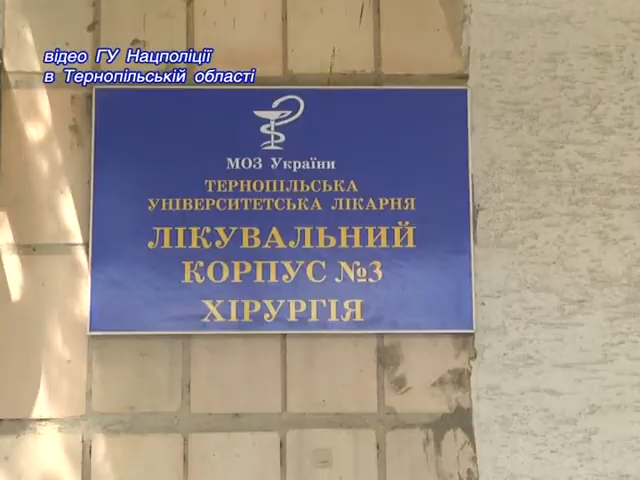 відео ГУ Нацполіції
в Тернопільській області
МОЗ України
ТЕРНОПІЛЬСЬКА
УНІВЕРСИТЕТСЬКА ЛІКАРНЯ
ЛІКУВАЛЬНИЙ
КОРПУС №3
ХІРУРГІЯ